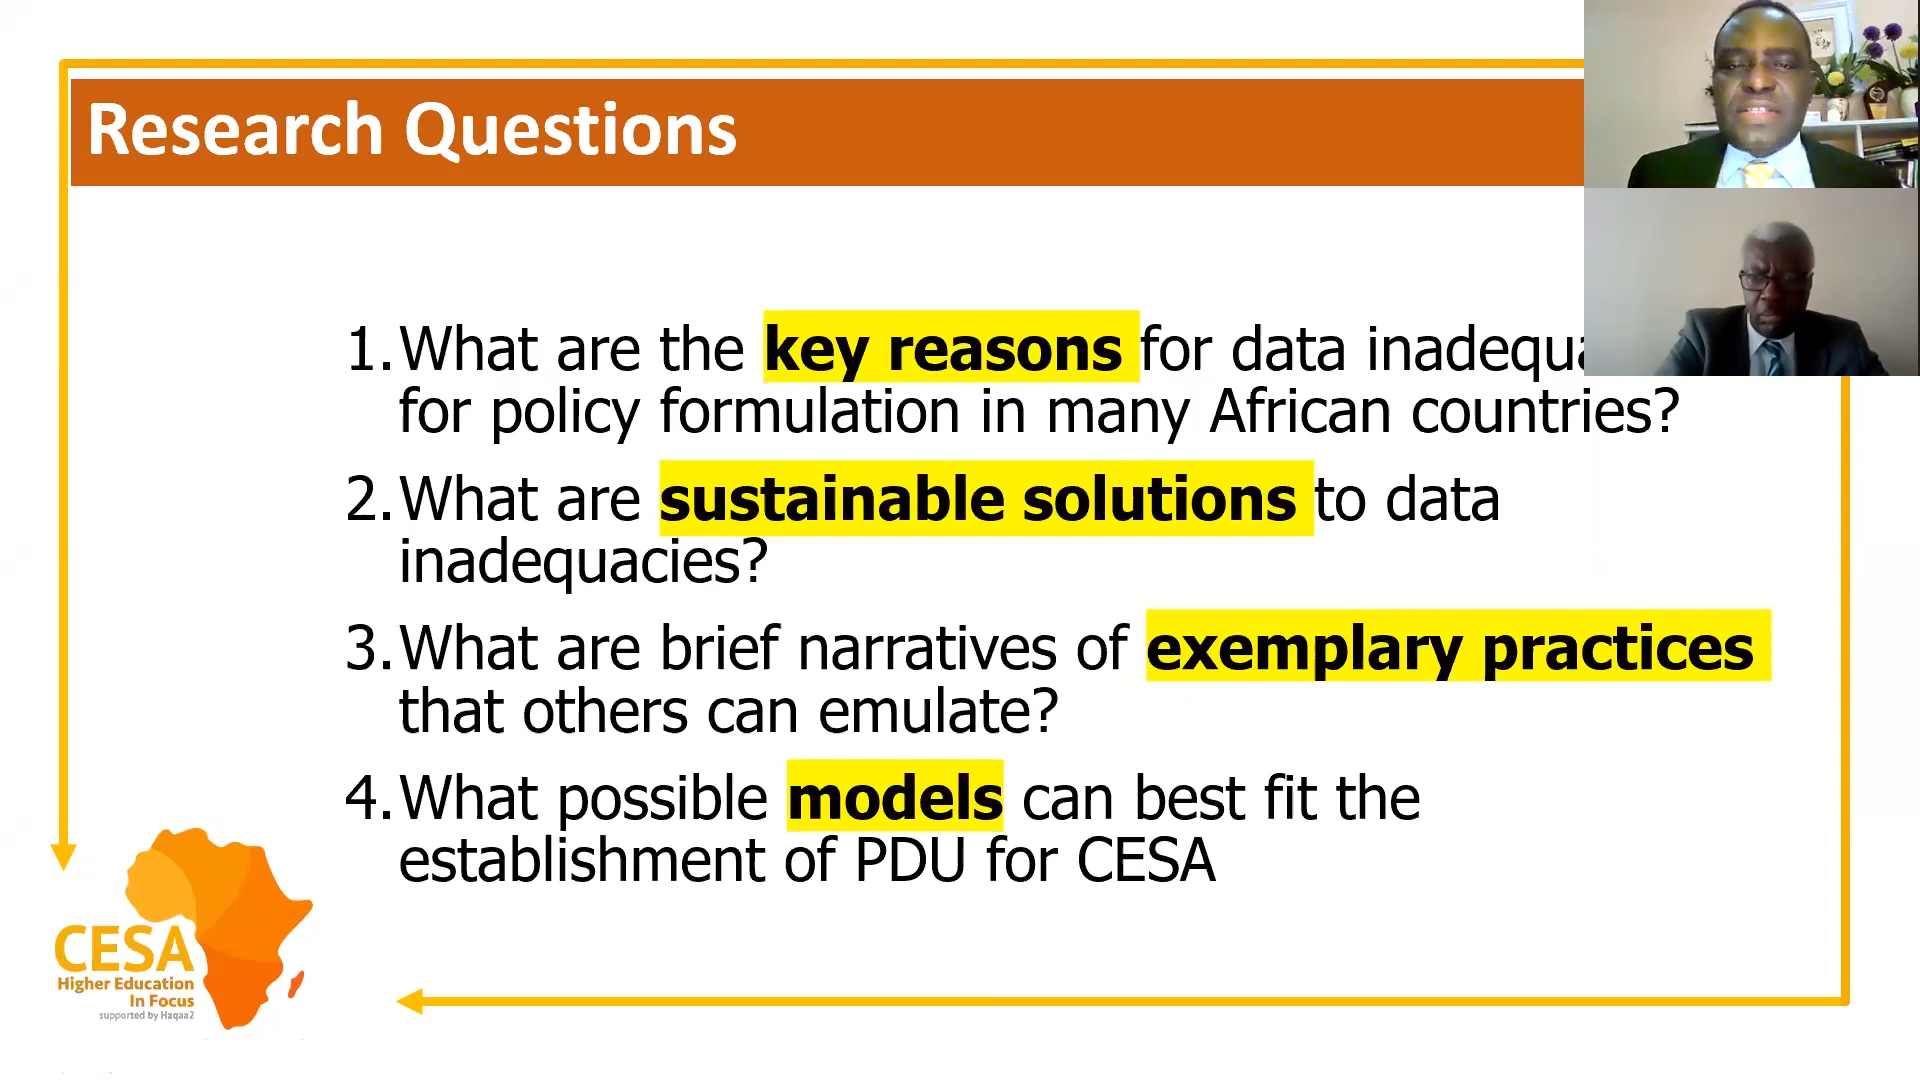 Research Questions
1. What are the key reasons for data
for policy formulation in many African countries?
2. What are sustainable solutions to data
inadequacies?
3. What are brief narratives of exemplary practices
that others can emulate?
4. What possible models can best fit the
establishment of PDU for CESA
CESA
Higher Education
In Focus
supported by Haqaa2